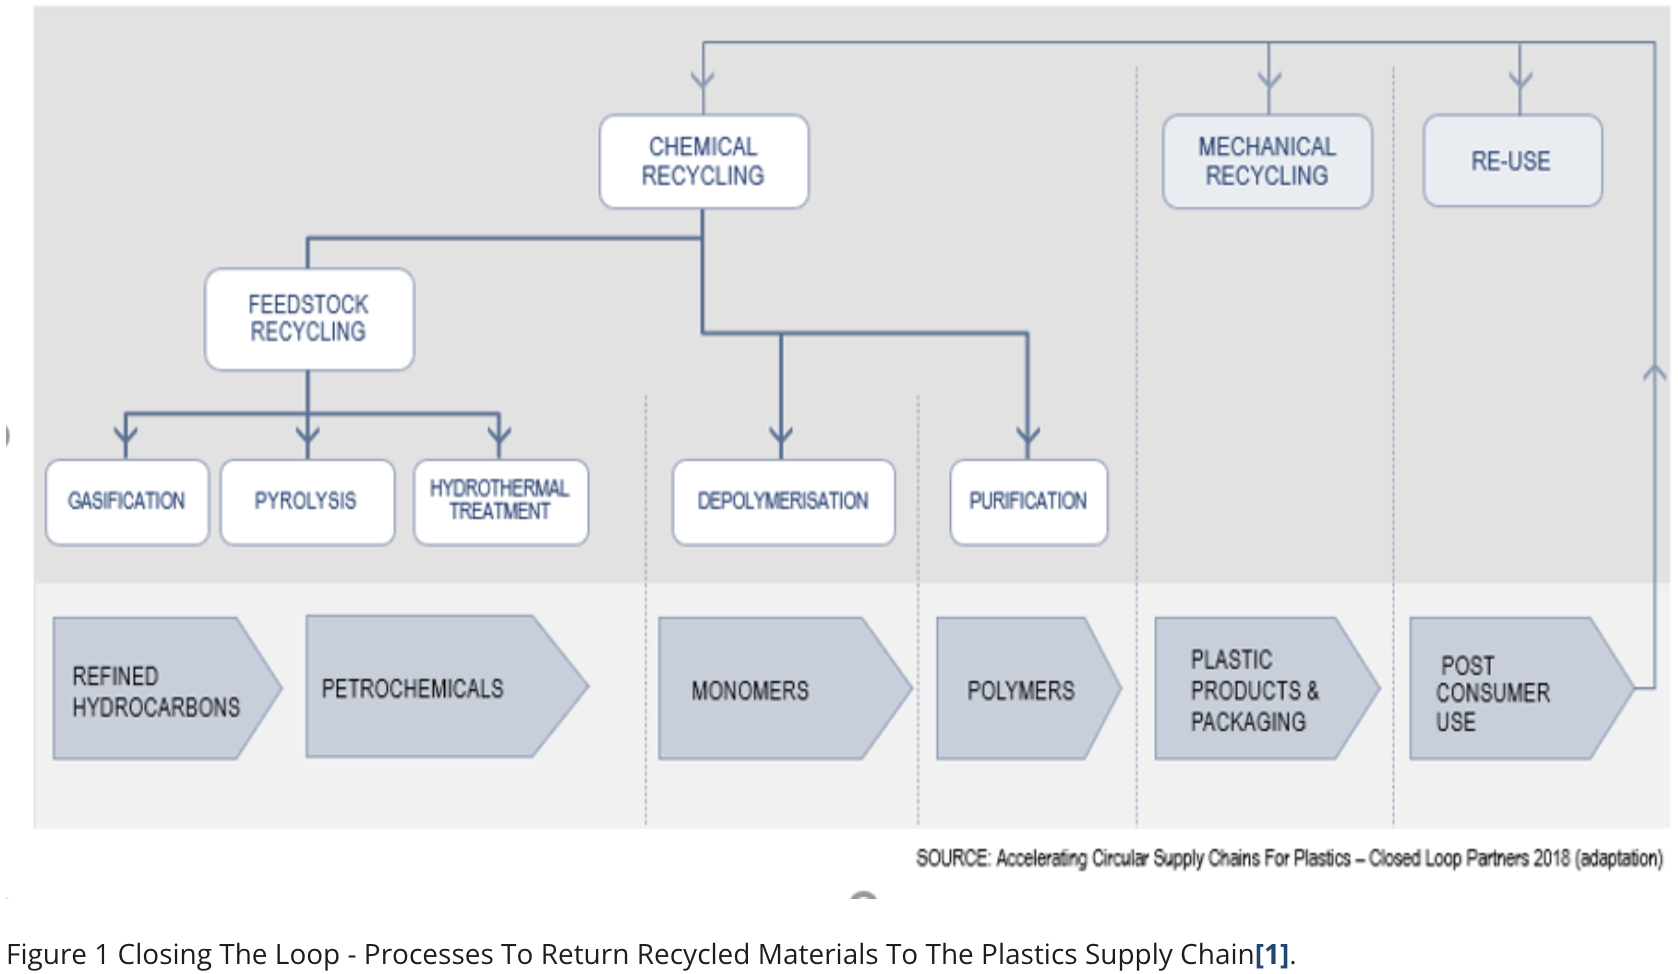 CHEMICAL
RECYCLING
MECHANICAL
RECYCLING
RE-USE
FEEDSTOCK
RECYCLING
GASIFICATION
PYROLYSIS
HYDROTHERMAL
TREATMENT
DEPOLYMERISATION
PURIFICATION
REFINED
HYDROCARBONS
PETROCHEMICALS
MONOMERS
POLYMERS
PLASTIC
PRODUCTS &
PACKAGING
POST
CONSUMER
USE
SOURCE: Accelerating Circular Supply Chains For Plastics – Closed Loop Partners 2018 (adaptation)
Figure 1 Closing The Loop - Processes To Return Recycled Materials To The Plastics Supply Chain[1].